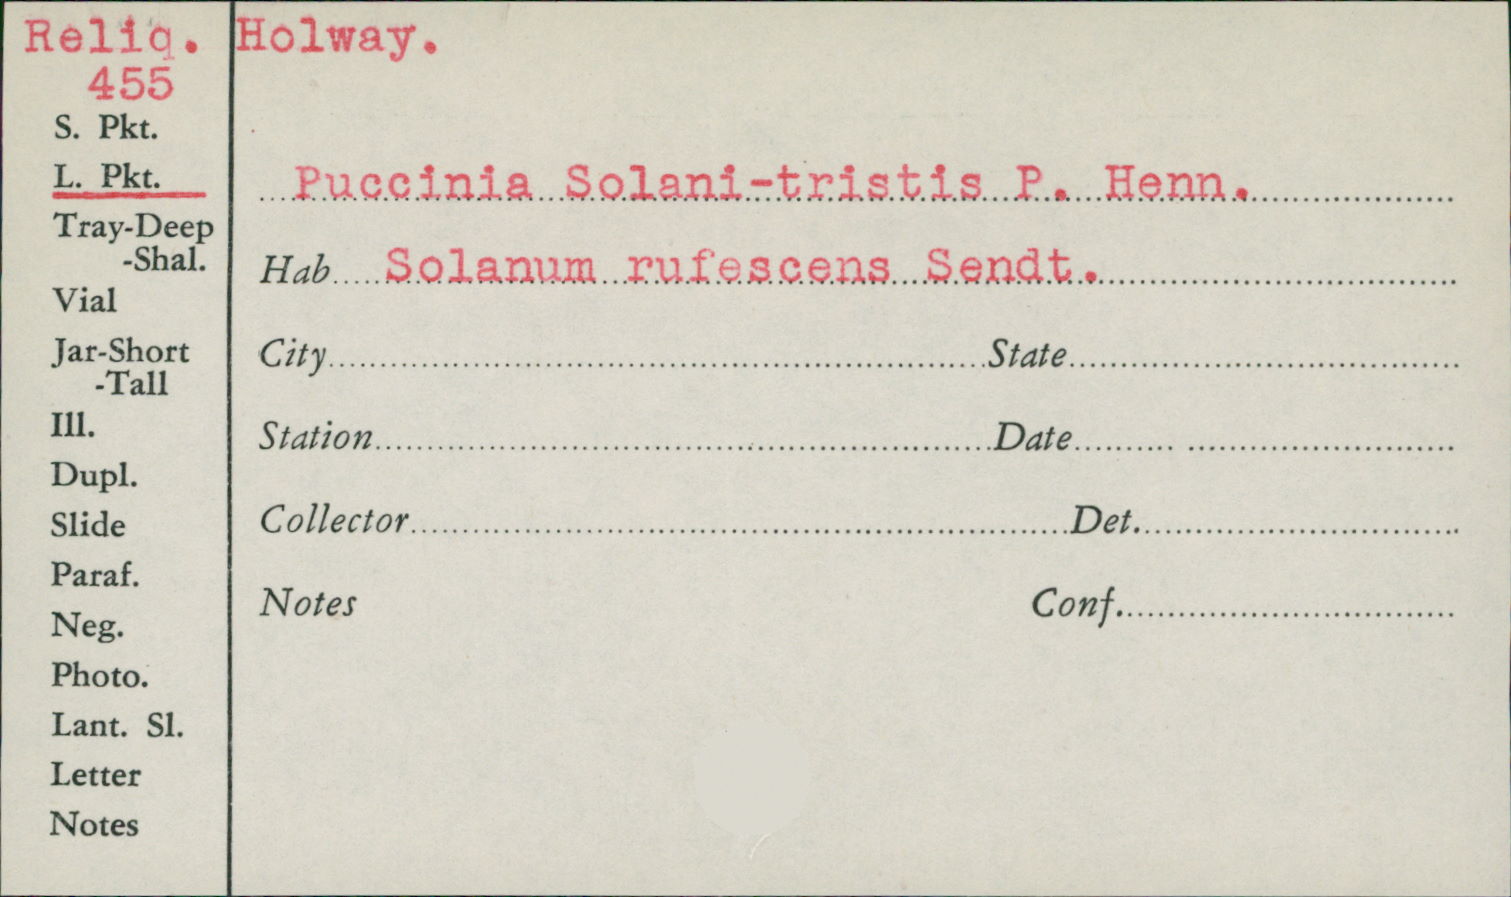 Reliq. Holway.
455
S. Pkt.
L. Pkt.
Tray-Deep
-Shal.
Vial
Jar-Short
-Tall
Ill.
Dupl.
Slide
Paraf.
Neg.
Photo.
Lant. Sl.
Letter
Notes
Puccinia Solani-tristis P. Henn.
Hab Solanum rufescens Sendt.
City State
Station Date
Collector Det.
Notes Conf.